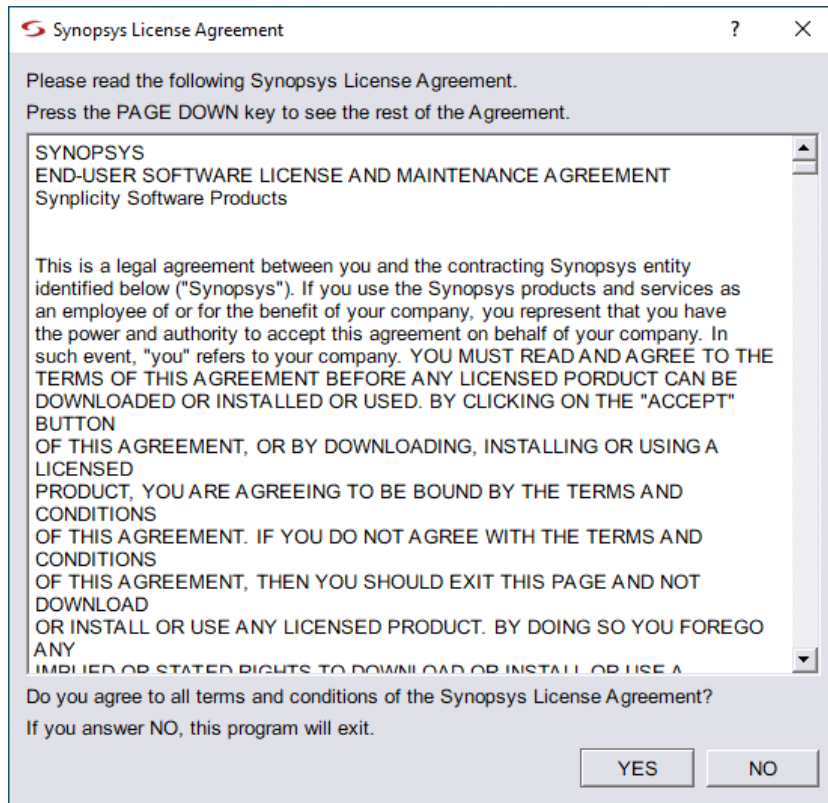 Synopsys License Agreement
Please read the following Synopsys License Agreement.
Press the PAGE DOWN key to see the rest of the Agreement.
SYNOPSYS
END-USER SOFTWARE LICENSE AND MAINTENANCE AGREEMENT
Synplicity Software Products
This is a legal agreement between you and the contracting Synopsys entity
identified below ("Synopsys"). If you use the Synopsys products and services as
an employee of or for the benefit of your company, you represent that you have
the power and authority to accept this agreement on behalf of your company. In
such event, "you" refers to your company. YOU MUST READ AND AGREE TO THE
TERMS OF THIS AGREEMENT BEFORE ANY LICENSED PORDUCT CAN BE
DOWNLOADED OR INSTALLED OR USED. BY CLICKING ON THE "ACCEPT"
BUTTON
OF THIS AGREEMENT, OR BY DOWNLOADING, INSTALLING OR USING A
LICENSED
PRODUCT, YOU ARE AGREEING TO BE BOUND BY THE TERMS AND
CONDITIONS
OF THIS AGREEMENT. IF YOU DO NOT AGREE WITH THE TERMS AND
CONDITIONS
OF THIS AGREEMENT, THEN YOU SHOULD EXIT THIS PAGE AND NOT
DOWNLOAD
OR INSTALL OR USE ANY LICENSED PRODUCT. BY DOING SO YOU FOREGO
ANY
IMPLIED OR STATED RIGHTS TO DOWNLOAD OR INSTALL OR USE A
Do you agree to all terms and conditions of the Synopsys License Agreement?
If you answer NO, this program will exit.
YES NO